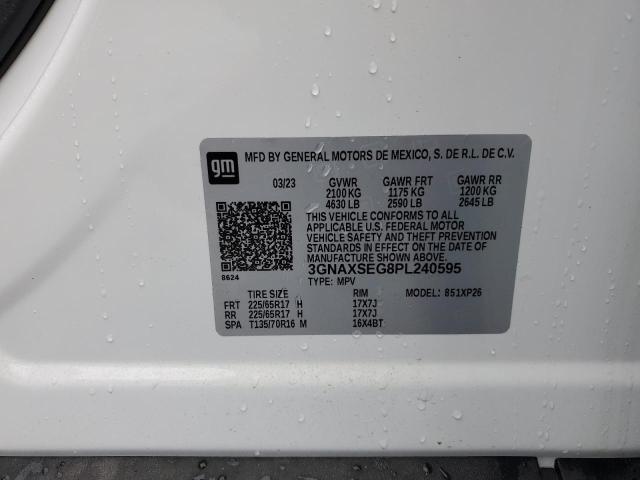 gm
MFD BY GENERAL MOTORS DE MEXICO, S. DE R.L. DE C.V.
03/23 GVWR GAWR FRT GAWR RR
2100 KG 1175 KG 1200 KG
4630 LB 2590 LB 2645 LB
THIS VEHICLE CONFORMS TO ALL
APPLICABLE U.S. FEDERAL MOTOR
VEHICLE SAFETY AND THEFT PREVENTION
STANDARDS IN EFFECT ON THE DATE OF
MANUFACTURE SHOWN ABOVE.
3GNAXSEG8PL240595
8624
TYPE: MPV MODEL: 851XP26
TIRE SIZE RIM
FRT 225/65R17 H 17X7J
RR 225/65R17 H 17X7J
SPA T135/70R16 M 16X4BT